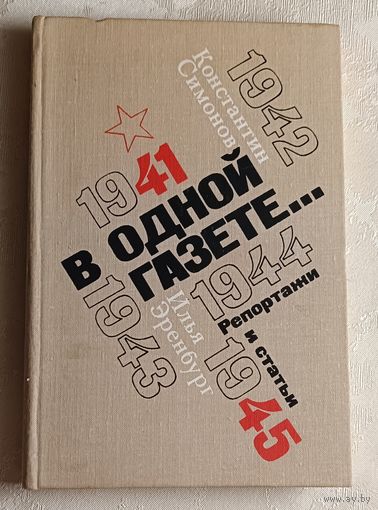 Константин
Симонов
1942
1941
В ОДНОЙ
ГАЗЕТЕ...
1943
1944
Илья
Эренбург
Репортажи
и статьи
1945
www.ay.by